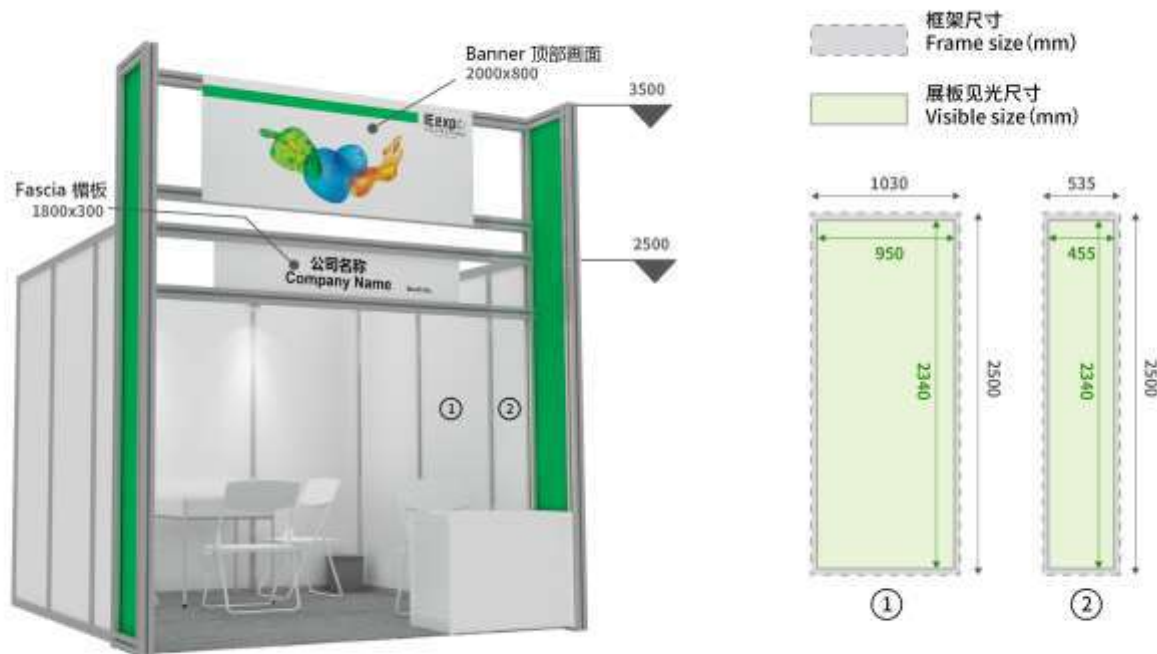 Banner 顶部画面
2000x800
IEexpo
Fascia 楣板
1800x300
公司名称
Company Name
①
②
3500
2500
框架尺寸
Frame size (mm)
展板见光尺寸
Visible size (mm)
1030
950
2340
2500
①
535
455
2340
2500
②